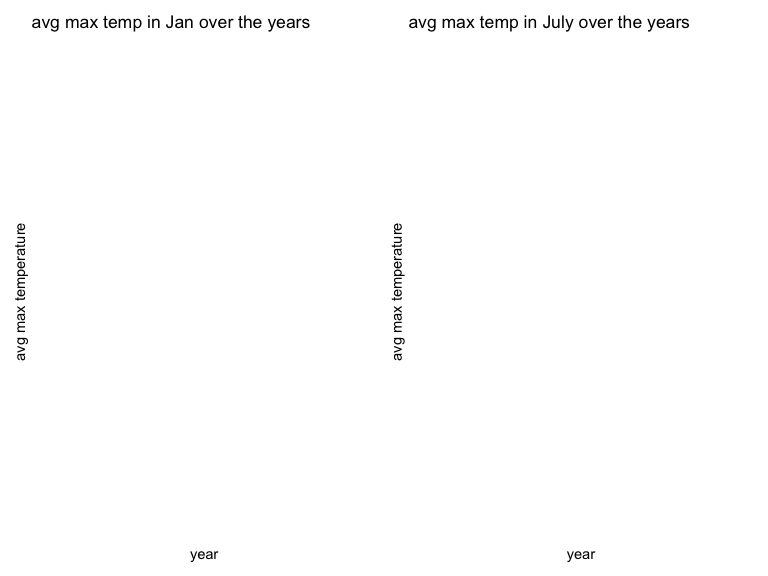 avg max temp in Jan over the years
avg max temperature
year
avg max temp in July over the years
avg max temperature
year